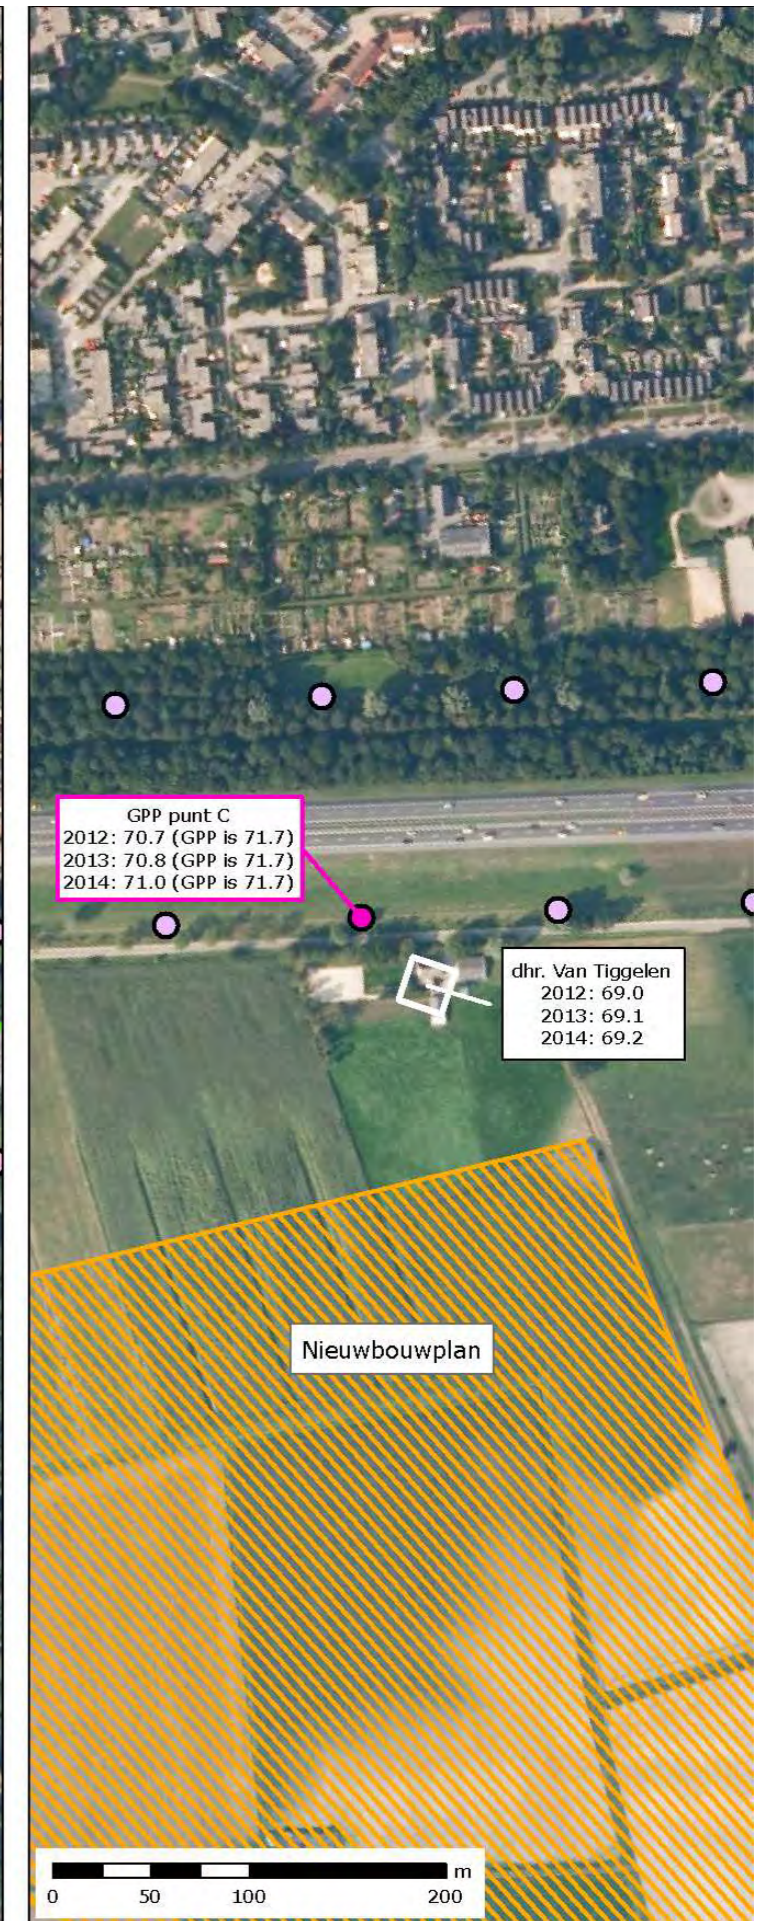 GPP punt C
2012: 70.7 (GPP is 71.7)
2013: 70.8 (GPP is 71.7)
2014: 71.0 (GPP is 71.7)
dhr. Van Tiggelen
2012: 69.0
2013: 69.1
2014: 69.2
Nieuwbouwplan
m
0 50 100 200